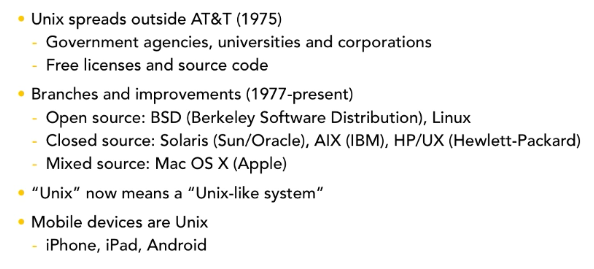 • Unix spreads outside AT&T (1975)
- Government agencies, universities and corporations
- Free licenses and source code
• Branches and improvements (1977-present)
- Open source: BSD (Berkeley Software Distribution), Linux
- Closed source: Solaris (Sun/Oracle), AIX (IBM), HP/UX (Hewlett-Packard)
- Mixed source: Mac OS X (Apple)
• “Unix” now means a “Unix-like system”
• Mobile devices are Unix
- iPhone, iPad, Android